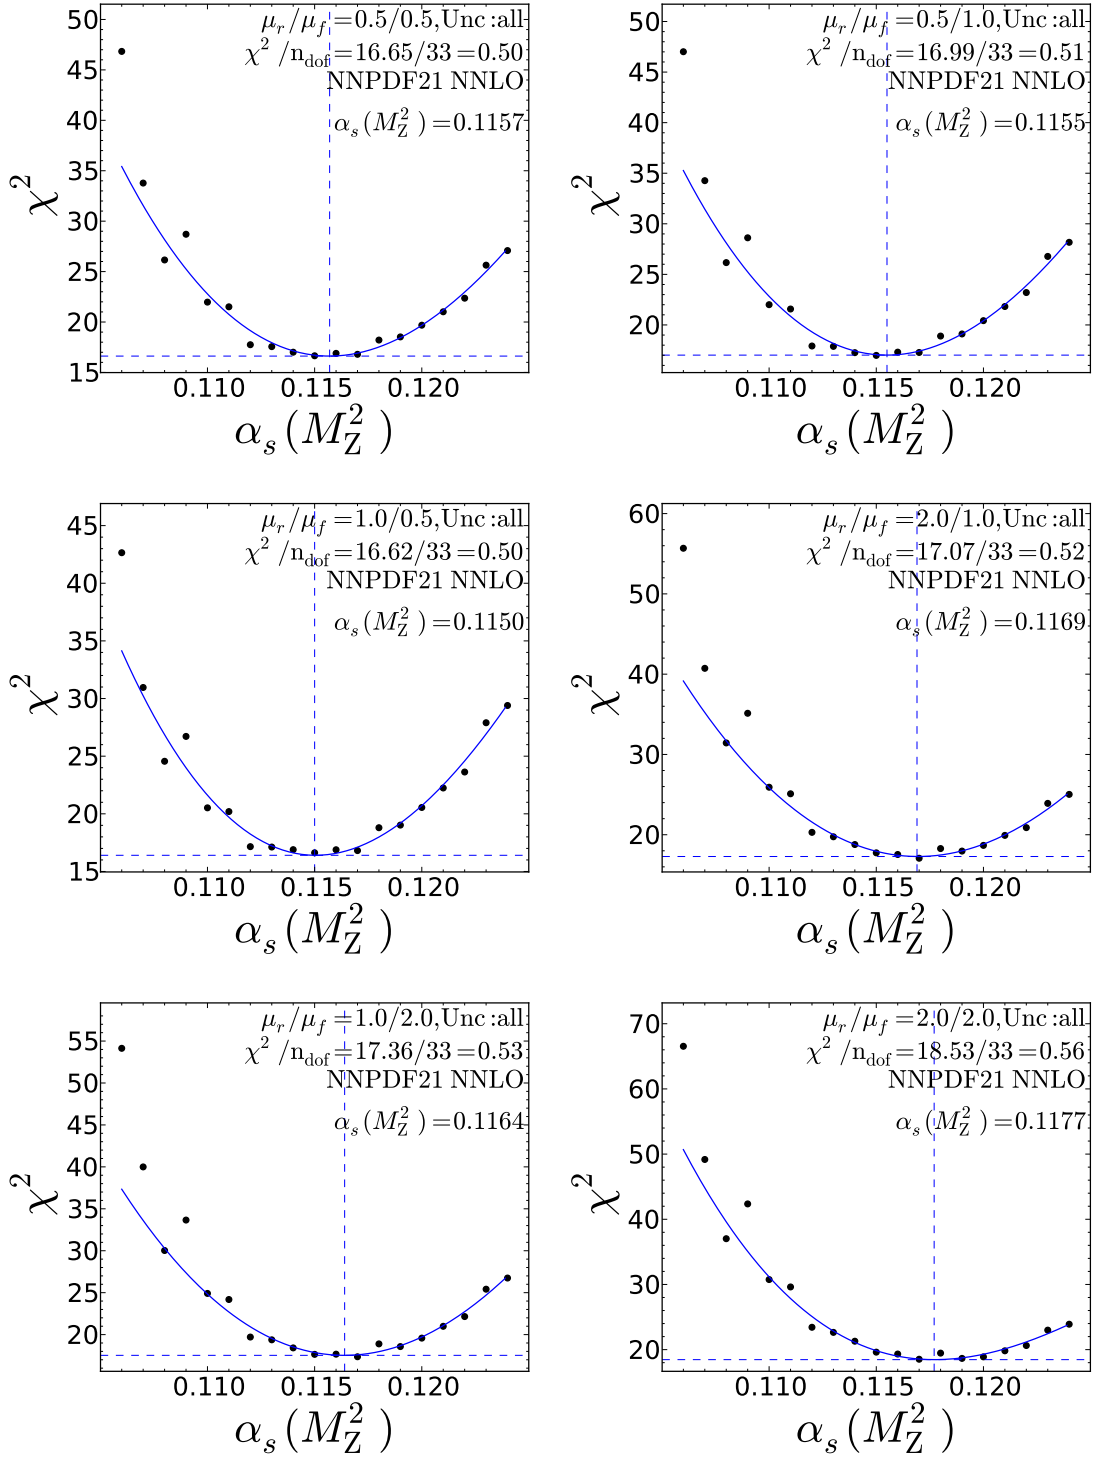 μr/μf=0.5/0.5,Unc:all
χ²/ndof=16.65/33=0.50
NNPDF21 NNLO
αs(M²Z)=0.1157
50
45
40
35
30
25
20
15
χ²
0.110 0.115 0.120
αs(M²Z)
μr/μf=0.5/1.0,Unc:all
χ²/ndof=16.99/33=0.51
NNPDF21 NNLO
αs(M²Z)=0.1155
50
45
40
35
30
25
20
χ²
0.110 0.115 0.120
αs(M²Z)
μr/μf=1.0/0.5,Unc:all
χ²/ndof=16.62/33=0.50
NNPDF21 NNLO
αs(M²Z)=0.1150
45
40
35
30
25
20
15
χ²
0.110 0.115 0.120
αs(M²Z)
μr/μf=2.0/1.0,Unc:all
χ²/ndof=17.07/33=0.52
NNPDF21 NNLO
αs(M²Z)=0.1169
60
50
40
30
20
χ²
0.110 0.115 0.120
αs(M²Z)
μr/μf=1.0/2.0,Unc:all
χ²/ndof=17.36/33=0.53
NNPDF21 NNLO
αs(M²Z)=0.1164
55
50
45
40
35
30
25
20
χ²
0.110 0.115 0.120
αs(M²Z)
μr/μf=2.0/2.0,Unc:all
χ²/ndof=18.53/33=0.56
NNPDF21 NNLO
αs(M²Z)=0.1177
70
60
50
40
30
20
χ²
0.110 0.115 0.120
αs(M²Z)